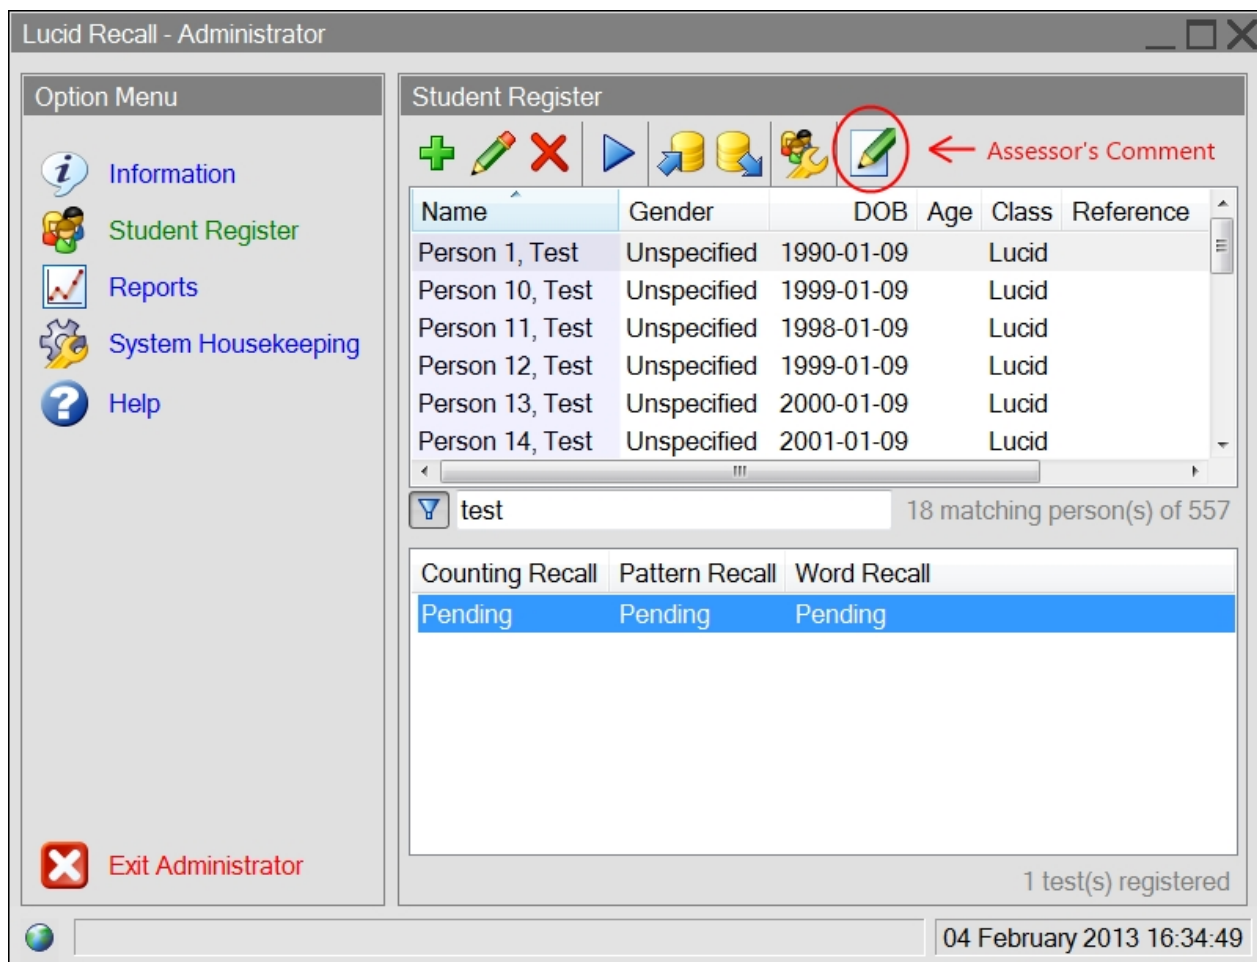 Lucid Recall - Administrator
Option Menu
Information
Student Register
Reports
System Housekeeping
Help
Exit Administrator
Student Register
← Assessor's Comment
Name Gender DOB Age Class Reference
Person 1, Test Unspecified 1990-01-09 Lucid
Person 10, Test Unspecified 1999-01-09 Lucid
Person 11, Test Unspecified 1998-01-09 Lucid
Person 12, Test Unspecified 1999-01-09 Lucid
Person 13, Test Unspecified 2000-01-09 Lucid
Person 14, Test Unspecified 2001-01-09 Lucid
test 18 matching person(s) of 557
Counting Recall Pattern Recall Word Recall
Pending Pending Pending
1 test(s) registered
04 February 2013 16:34:49